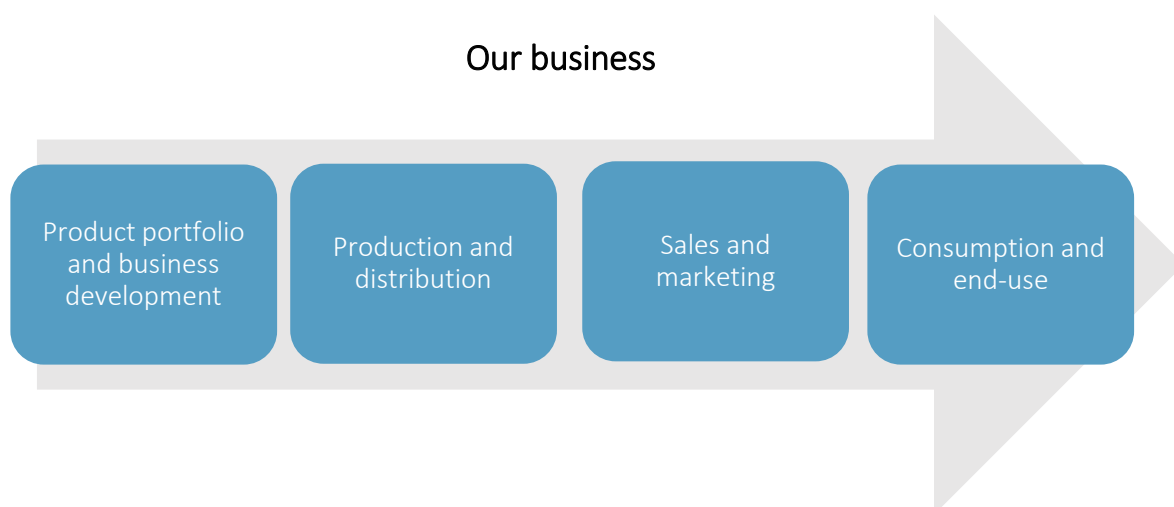 Our business
Product portfolio
and business
development
Production and
distribution
Sales and
marketing
Consumption and
end-use